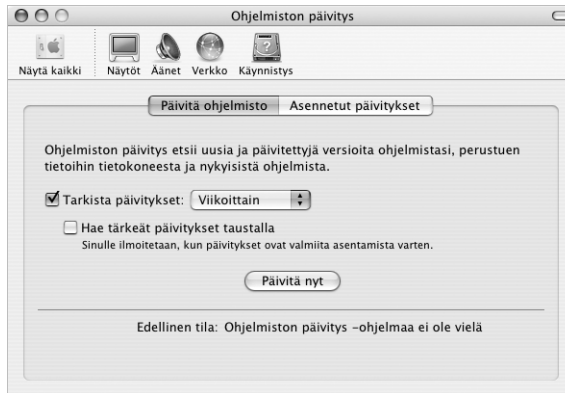 Ohjelmiston päivitys
Näytä kaikki Näytöt Äänet Verkko Käynnistys
Päivitä ohjelmisto Asennetut päivitykset
Ohjelmiston päivitys etsii uusia ja päivitettyjä versioita ohjelmistasi, perustuen
tietoihin tietokoneesta ja nykyisistä ohjelmista.
Tarkista päivitykset: Viikoittain
Hae tärkeät päivitykset taustalla
Sinulle ilmoitetaan, kun päivitykset ovat valmiita asentamista varten.
Päivitä nyt
Edellinen tila: Ohjelmiston päivitys -ohjelmaa ei ole vielä